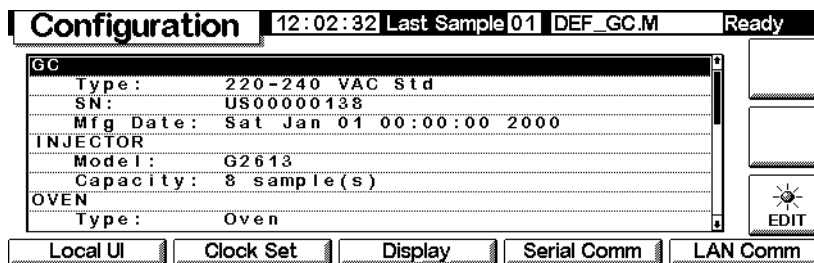 Configuration 12:02:32 Last Sample 01 DEF_GC.M Ready
GC
Type: 220-240 VAC Std
SN: US00000138
Mfg Date: Sat Jan 01 00:00:00 2000
INJECTOR
Model: G2613
Capacity: 8 sample(s)
OVEN
Type: Oven
EDIT
Local UI Clock Set Display Serial Comm LAN Comm